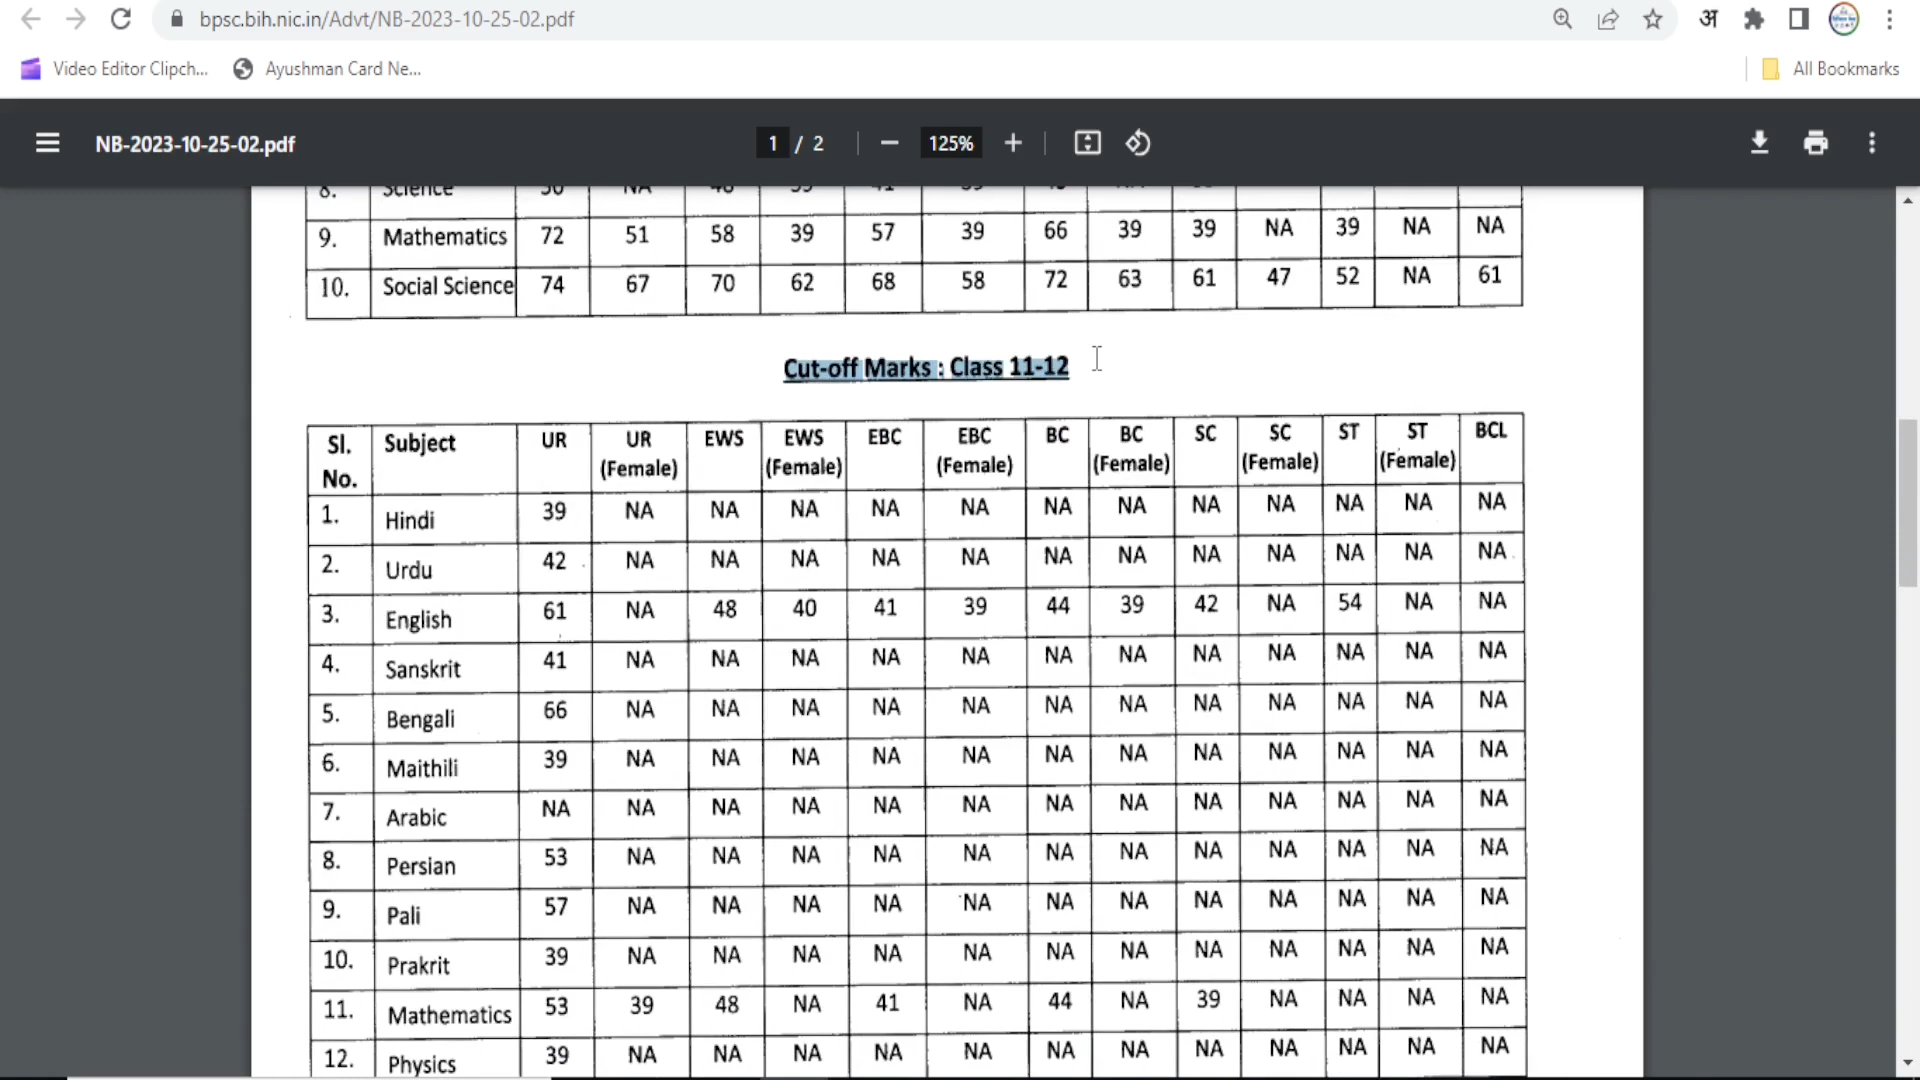 bpsc.bih.nic.in/Advt/NB-2023-10-25-02.pdf अ
Video Editor Clipch... Ayushman Card Ne... All Bookmarks
NB-2023-10-25-02.pdf 1 / 2 125%
8. Science
9. Mathematics 72 51 58 39 57 39 66 39 39 NA 39 NA NA
10. Social Science 74 67 70 62 68 58 72 63 61 47 52 NA 61
Cut-off Marks : Class 11-12
Sl. No. Subject UR UR (Female) EWS EWS (Female) EBC EBC (Female) BC BC (Female) SC SC (Female) ST ST (Female) BCL
1. Hindi 39 NA NA NA NA NA NA NA NA NA NA NA NA
2. Urdu 42 NA NA NA NA NA NA NA NA NA NA NA NA
3. English 61 NA 48 40 41 39 44 39 42 NA 54 NA NA
4. Sanskrit 41 NA NA NA NA NA NA NA NA NA NA NA NA
5. Bengali 66 NA NA NA NA NA NA NA NA NA NA NA NA
6. Maithili 39 NA NA NA NA NA NA NA NA NA NA NA NA
7. Arabic NA NA NA NA NA NA NA NA NA NA NA NA NA
8. Persian 53 NA NA NA NA NA NA NA NA NA NA NA NA
9. Pali 57 NA NA NA NA NA NA NA NA NA NA NA NA
10. Prakrit 39 NA NA NA NA NA NA NA NA NA NA NA NA
11. Mathematics 53 39 48 NA 41 NA 44 NA 39 NA NA NA NA
12. Physics 39 NA NA NA NA NA NA NA NA NA NA NA NA